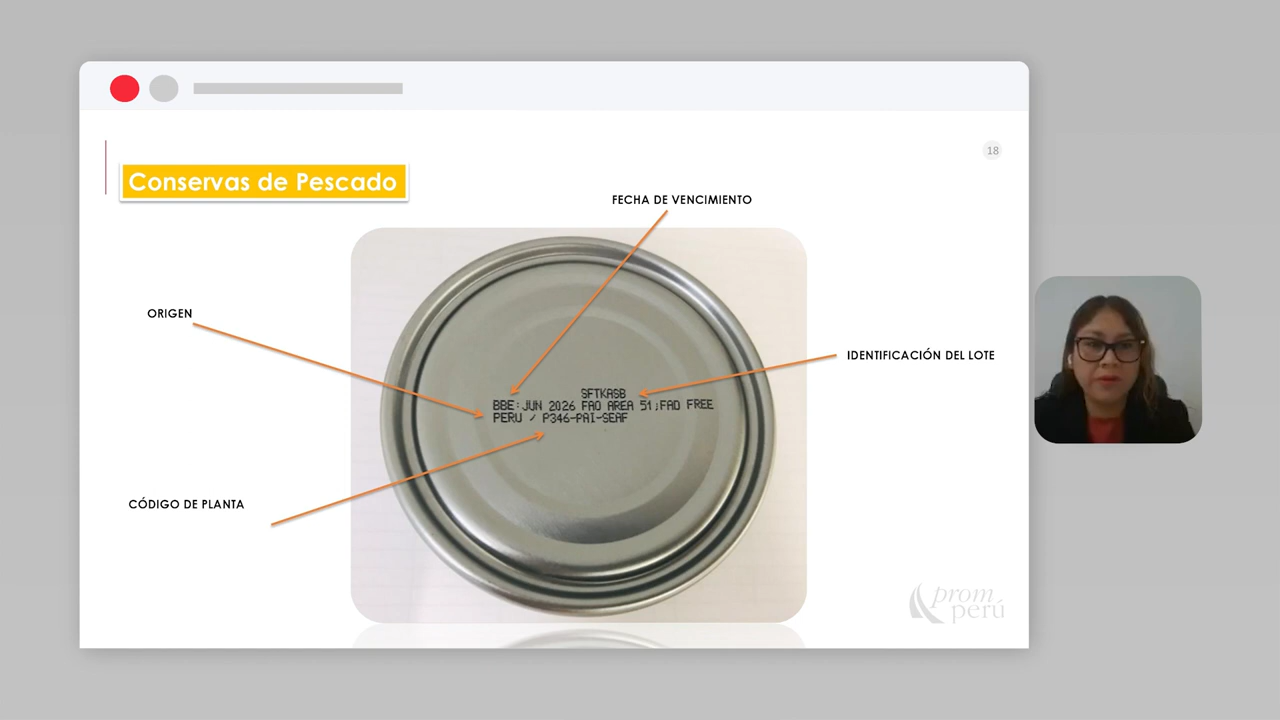 18
Conservas de Pescado
FECHA DE VENCIMIENTO
ORIGEN
IDENTIFICACIÓN DEL LOTE
SFTKASB
BBE:JUN 2026 FAO AREA 51;FAD FREE
PERU / P346-PAI-SEAF
CÓDIGO DE PLANTA
prom
perú